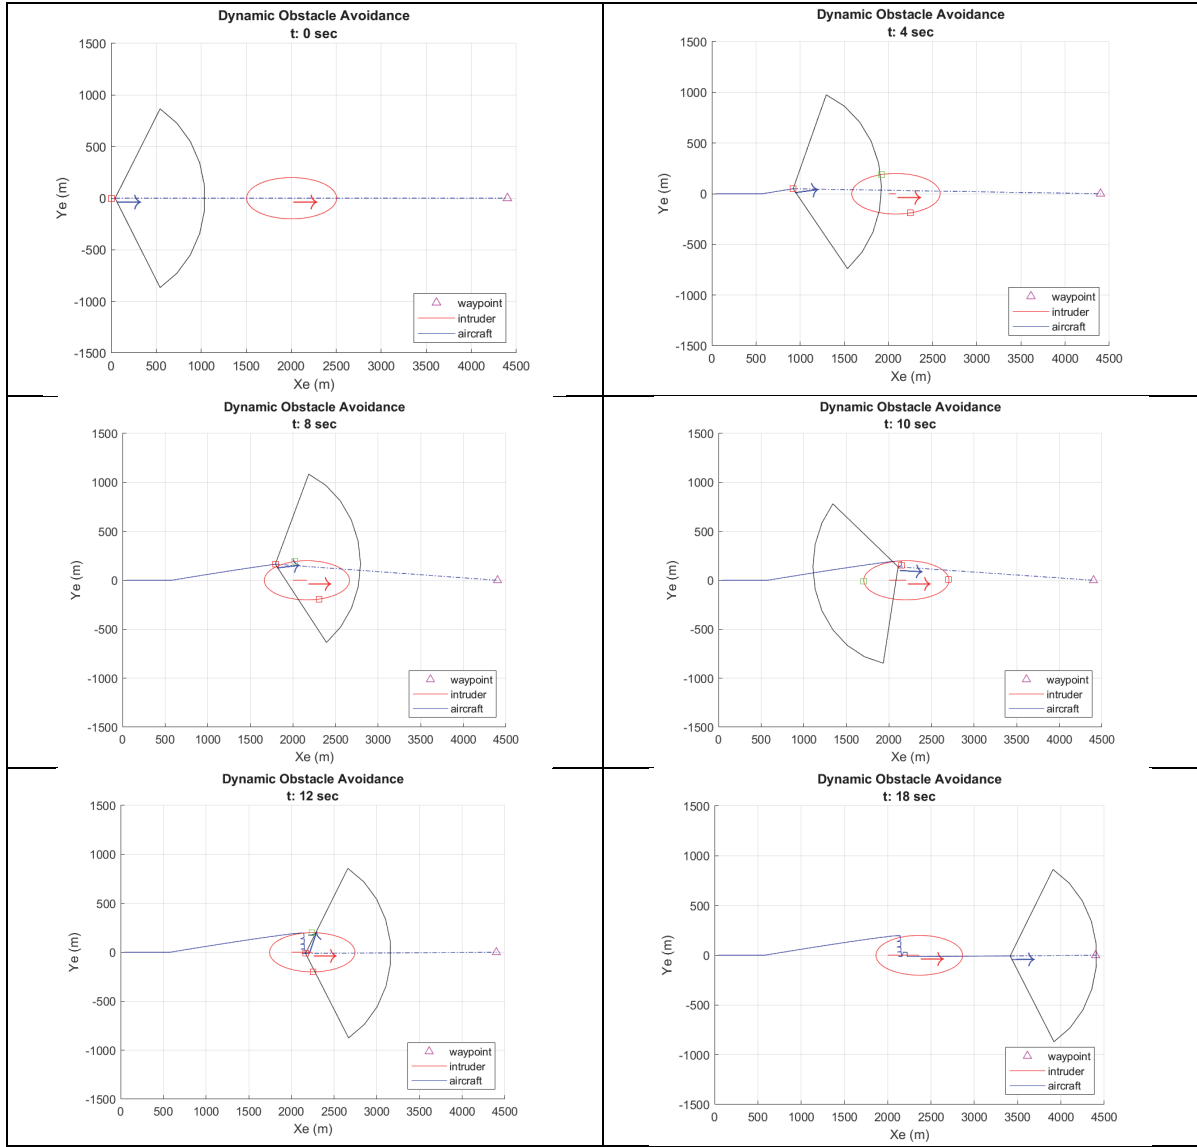 Dynamic Obstacle Avoidance
t: 0 sec
1500
1000
500
0
-500
-1000
-1500
Ye (m)
0 500 1000 1500 2000 2500 3000 3500 4000 4500
Xe (m)
waypoint
intruder
aircraft
Dynamic Obstacle Avoidance
t: 4 sec
1500
1000
500
0
-500
-1000
-1500
Ye (m)
0 500 1000 1500 2000 2500 3000 3500 4000 4500
Xe (m)
waypoint
intruder
aircraft
Dynamic Obstacle Avoidance
t: 8 sec
1500
1000
500
0
-500
-1000
-1500
Ye (m)
0 500 1000 1500 2000 2500 3000 3500 4000 4500
Xe (m)
waypoint
intruder
aircraft
Dynamic Obstacle Avoidance
t: 10 sec
1500
1000
500
0
-500
-1000
-1500
Ye (m)
0 500 1000 1500 2000 2500 3000 3500 4000 4500
Xe (m)
waypoint
intruder
aircraft
Dynamic Obstacle Avoidance
t: 12 sec
1500
1000
500
0
-500
-1000
-1500
Ye (m)
0 500 1000 1500 2000 2500 3000 3500 4000 4500
Xe (m)
waypoint
intruder
aircraft
Dynamic Obstacle Avoidance
t: 18 sec
1500
1000
500
0
-500
-1000
-1500
Ye (m)
0 500 1000 1500 2000 2500 3000 3500 4000 4500
Xe (m)
waypoint
intruder
aircraft